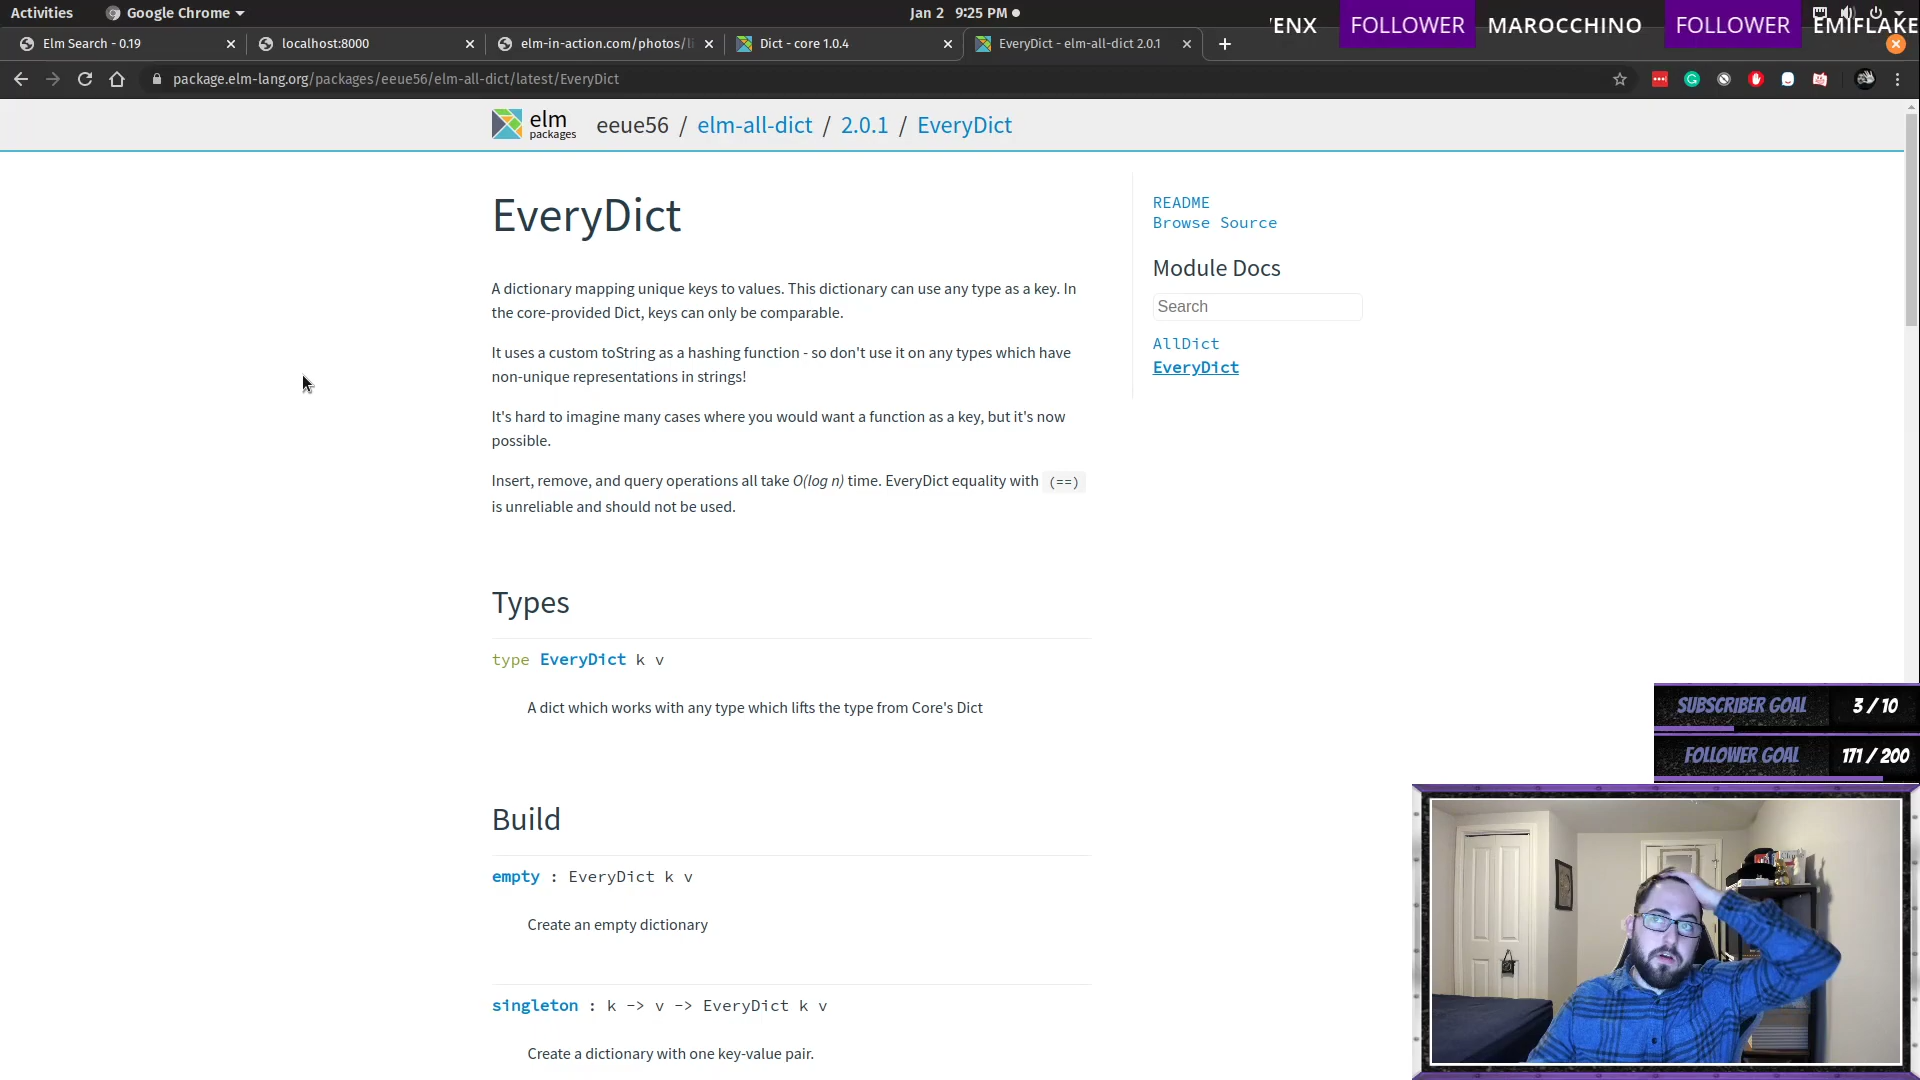 Activities
Google Chrome
Jan 2 9:25 PM
ENX
FOLLOWER
MAROCCHINO
FOLLOWER
EMIFLAKE
Elm Search - 0.19
localhost:8000
elm-in-action.com/photos/li
Dict - core 1.0.4
EveryDict - elm-all-dict 2.0.1
package.elm-lang.org/packages/eeue56/elm-all-dict/latest/EveryDict
elm
packages
eeue56 / elm-all-dict / 2.0.1 / EveryDict
EveryDict
A dictionary mapping unique keys to values. This dictionary can use any type as a key. In
the core-provided Dict, keys can only be comparable.
It uses a custom toString as a hashing function - so don't use it on any types which have
non-unique representations in strings!
It's hard to imagine many cases where you would want a function as a key, but it's now
possible.
Insert, remove, and query operations all take O(log n) time. EveryDict equality with (==)
is unreliable and should not be used.
Types
type EveryDict k v
A dict which works with any type which lifts the type from Core's Dict
Build
empty : EveryDict k v
Create an empty dictionary
singleton : k -> v -> EveryDict k v
Create a dictionary with one key-value pair.
README
Browse Source
Module Docs
Search
AllDict
EveryDict
SUBSCRIBER GOAL
3 / 10
FOLLOWER GOAL
171 / 200